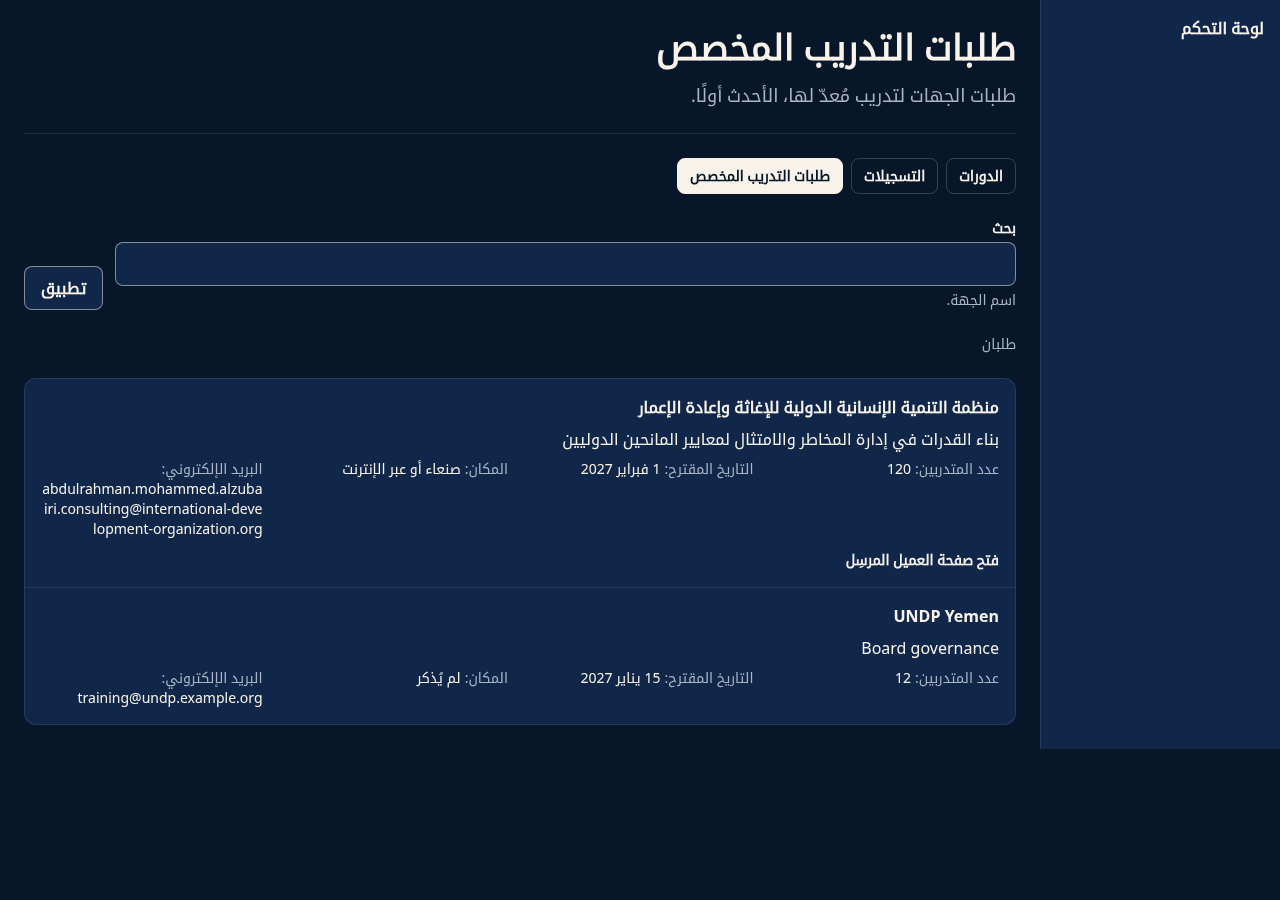 لوحة التحكم
طلبات التدريب المخصص
طلبات الجهات لتدريب مُعدّ لها، الأحدث أولًا.
الدورات
التسجيلات
طلبات التدريب المخصص
بحث
تطبيق
اسم الجهة.
طلبان
منظمة التنمية الإنسانية الدولية للإغاثة وإعادة الإعمار
بناء القدرات في إدارة المخاطر والامتثال لمعايير المانحين الدوليين
عدد المتدربين: 120
التاريخ المقترح: 1 فبراير 2027
المكان: صنعاء أو عبر الإنترنت
البريد الإلكتروني:
abdulrahman.mohammed.alzuba
iri.consulting@international-deve
lopment-organization.org
فتح صفحة العميل المرسِل
UNDP Yemen
Board governance
عدد المتدربين: 12
التاريخ المقترح: 15 يناير 2027
المكان: لم يُذكر
البريد الإلكتروني:
training@undp.example.org